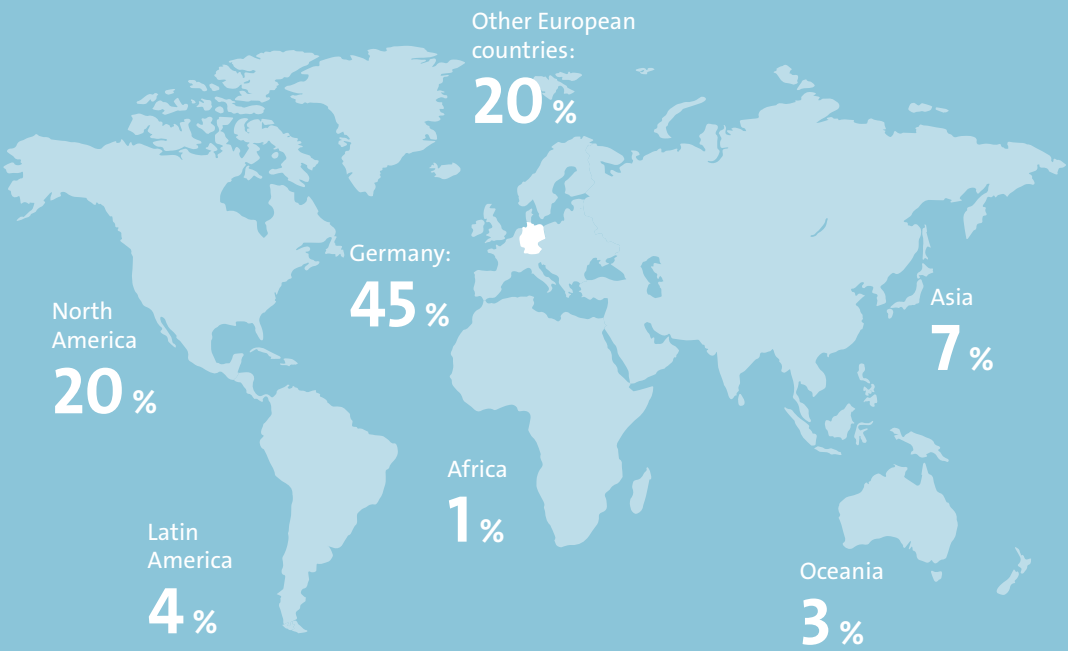 Other European
countries:
20 %
Germany:
45 %
North
America
20 %
Asia
7 %
Africa
1 %
Latin
America
4 %
Oceania
3 %